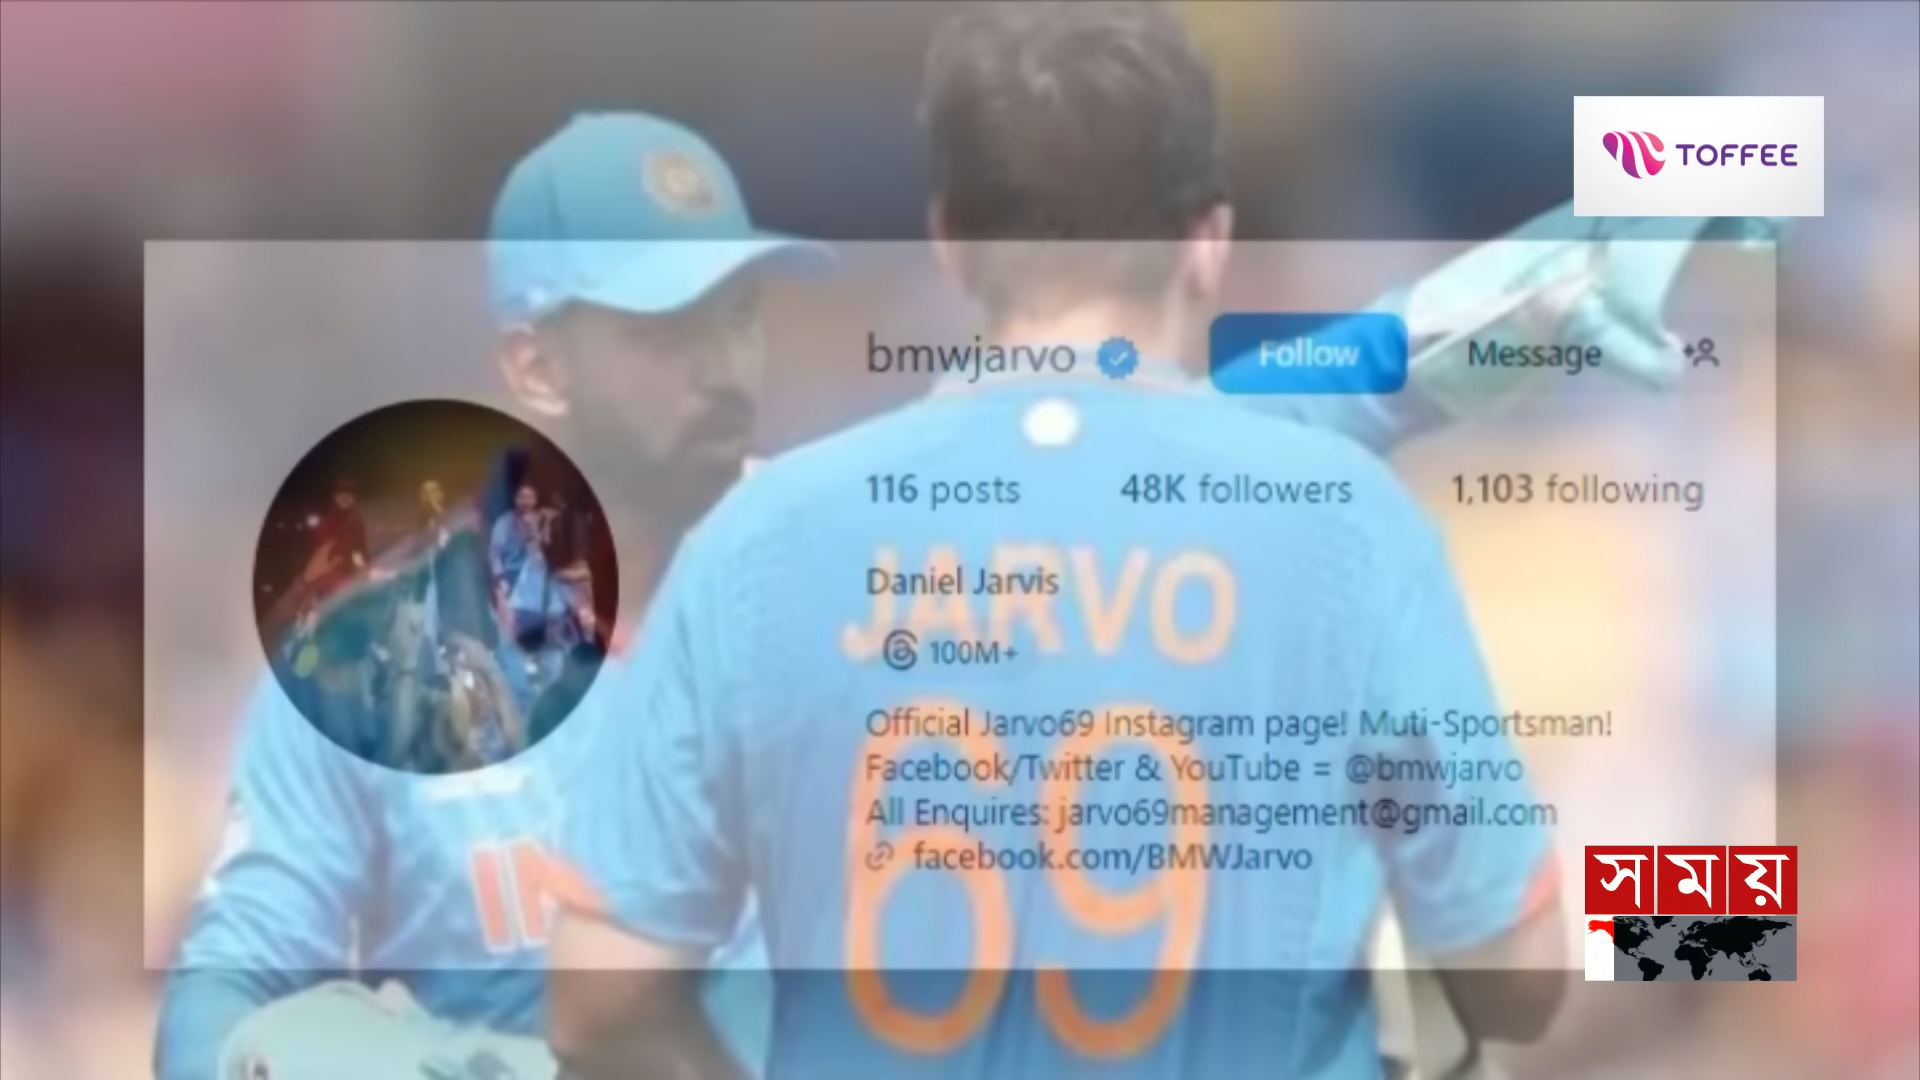 TOFFEE
bmwjarvo Follow Message
116 posts 48K followers 1,103 following
JARVO
Daniel Jarvis
100M+
69
Official Jarvo69 Instagram page! Muti-Sportsman!
Facebook/Twitter & YouTube = @bmwjarvo
All Enquires: jarvo69management@gmail.com
facebook.com/BMWJarvo
সময়